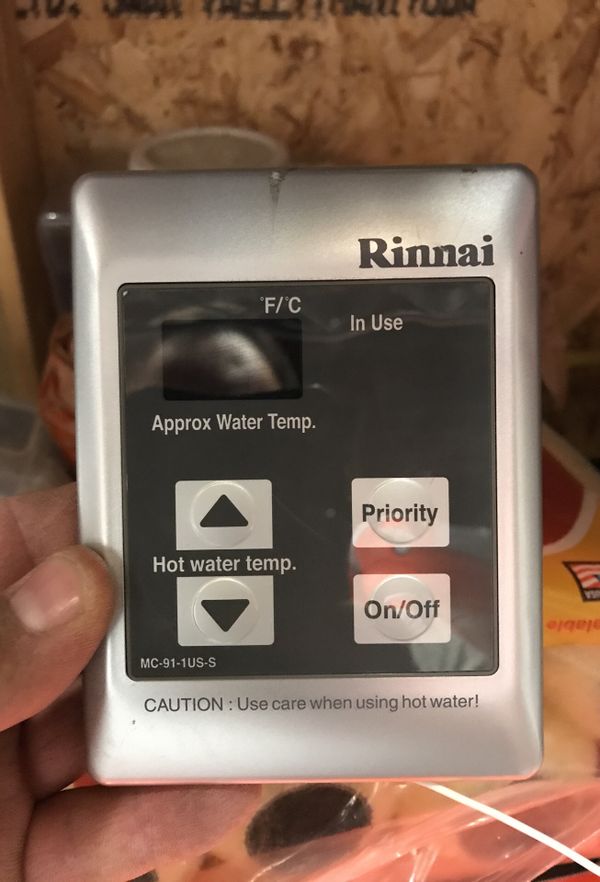 Rinnai
°F/°C
In Use
Approx Water Temp.
Priority
Hot water temp.
On/Off
MC-91-1US-S
CAUTION : Use care when using hot water!